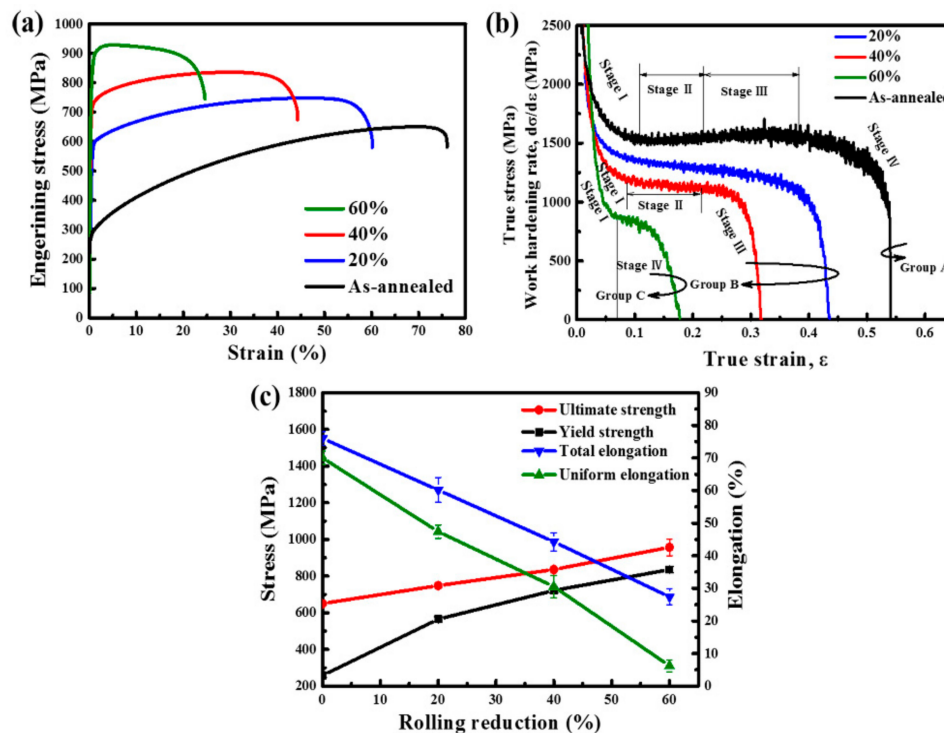 (a)
1000
900
800
700
600
500
400
300
200
100
0
Engerining stress (MPa)
60%
40%
20%
As-annealed
0 10 20 30 40 50 60 70 80
Strain (%)
(b)
2500
2000
1500
1000
500
0
True stress (MPa)
Work hardening rate, dσ/dε (MPa)
20%
40%
60%
As-annealed
Stage I
Stage II
Stage III
Stage IV
Stage I
Stage I
Stage II
Stage III
Stage IV
Group A
Group B
Group C
0.0 0.1 0.2 0.3 0.4 0.5 0.6
True strain, ε
(c)
1800
1600
1400
1200
1000
800
600
400
200
Stress (MPa)
Ultimate strength
Yield strength
Total elongation
Uniform elongation
90
80
70
60
50
40
30
20
10
0
Elongation (%)
0 10 20 30 40 50 60
Rolling reduction (%)